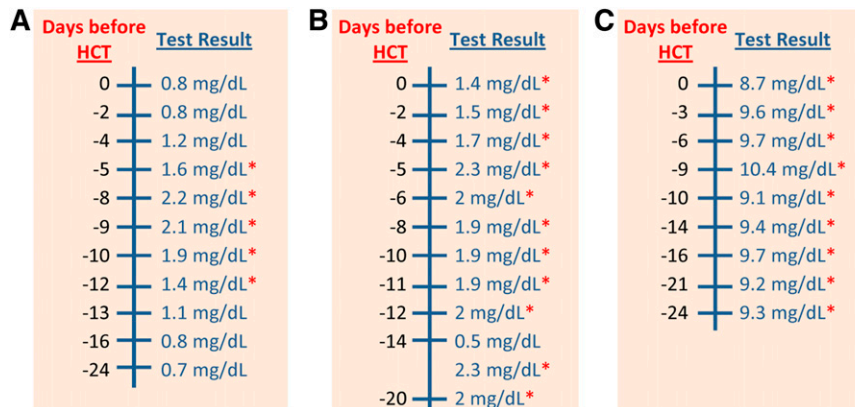 A Days before HCT Test Result
0 0.8 mg/dL
-2 0.8 mg/dL
-4 1.2 mg/dL
-5 1.6 mg/dL*
-8 2.2 mg/dL*
-9 2.1 mg/dL*
-10 1.9 mg/dL*
-12 1.4 mg/dL*
-13 1.1 mg/dL
-16 0.8 mg/dL
-24 0.7 mg/dL
B Days before HCT Test Result
0 1.4 mg/dL*
-2 1.5 mg/dL*
-4 1.7 mg/dL*
-5 2.3 mg/dL*
-6 2 mg/dL*
-8 1.9 mg/dL*
-10 1.9 mg/dL*
-11 1.9 mg/dL*
-12 2 mg/dL*
-14 0.5 mg/dL
2.3 mg/dL*
-20 2 mg/dL*
C Days before HCT Test Result
0 8.7 mg/dL*
-3 9.6 mg/dL*
-6 9.7 mg/dL*
-9 10.4 mg/dL*
-10 9.1 mg/dL*
-14 9.4 mg/dL*
-16 9.7 mg/dL*
-21 9.2 mg/dL*
-24 9.3 mg/dL*